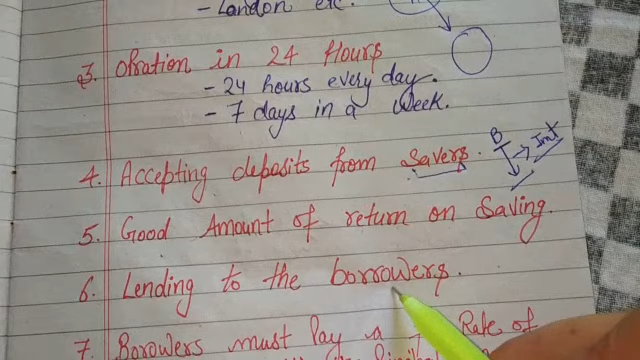 - London etc.
3. Opration in 24 Hours
- 24 hours every day.
- 7 days in a Week.
4. Accepting deposits from Savers.
B
Int
5. Good Amount of return on Saving.
6. Lending to the borrowers.
7. Borowers must pay a Rate of